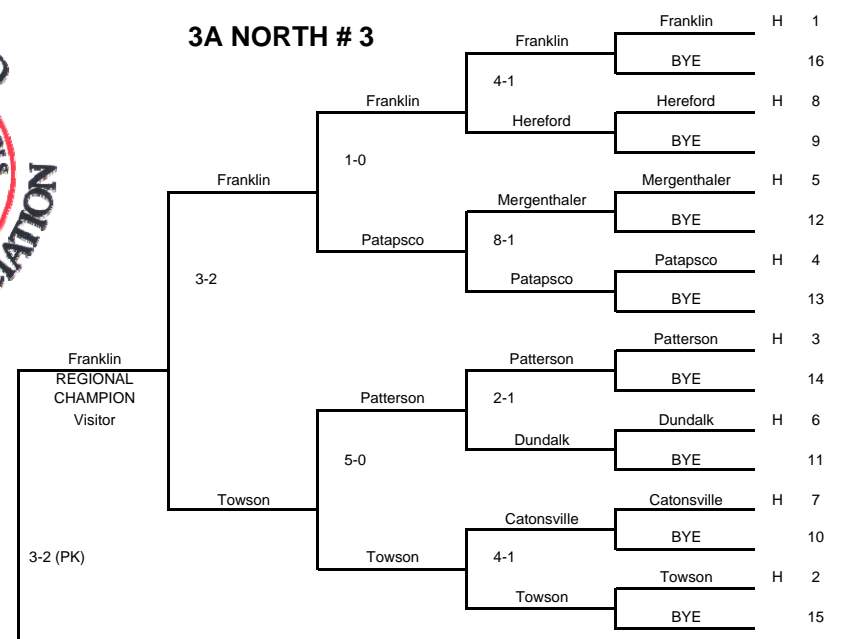 3A NORTH # 3
Franklin H 1
Franklin
BYE 16
4-1
Franklin
Hereford H 8
Hereford
BYE 9
1-0
Franklin
Mergenthaler H 5
Mergenthaler
BYE 12
8-1
Patapsco
Patapsco H 4
Patapsco
BYE 13
3-2
Franklin
REGIONAL
CHAMPION
Visitor
Patterson H 3
Patterson
BYE 14
2-1
Patterson
Dundalk H 6
Dundalk
BYE 11
5-0
Towson
Catonsville H 7
Catonsville
BYE 10
4-1
Towson
Towson H 2
Towson
BYE 15
3-2 (PK)